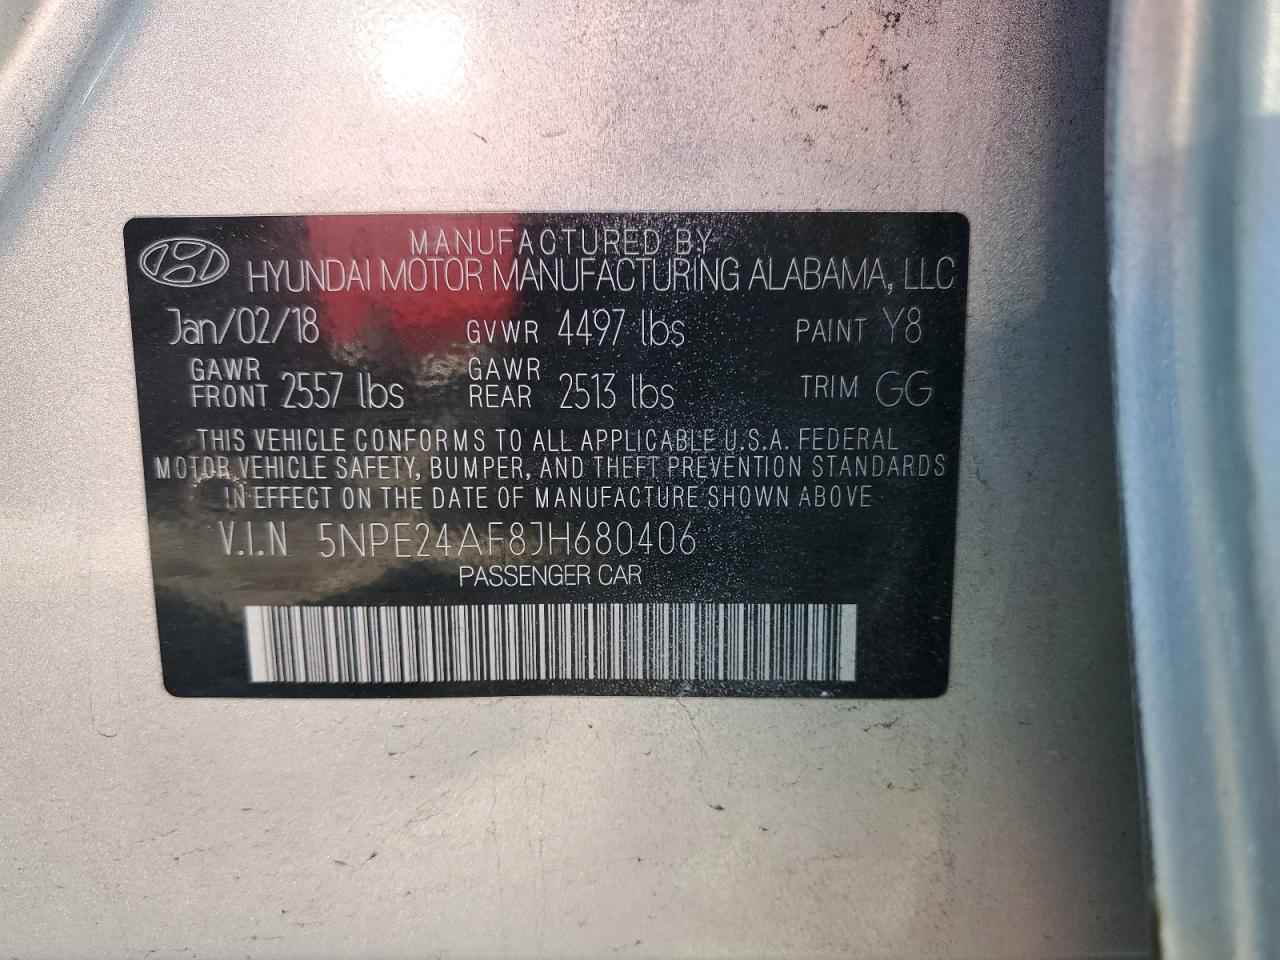 MANUFACTURED BY
HYUNDAI MOTOR MANUFACTURING ALABAMA, LLC
Jan/02/18 GVWR 4497 lbs PAINT Y8
GAWR FRONT 2557 lbs GAWR REAR 2513 lbs TRIM GG
THIS VEHICLE CONFORMS TO ALL APPLICABLE U.S.A. FEDERAL
MOTOR VEHICLE SAFETY, BUMPER, AND THEFT PREVENTION STANDARDS
IN EFFECT ON THE DATE OF MANUFACTURE SHOWN ABOVE
V.I.N 5NPE24AF8JH680406
PASSENGER CAR